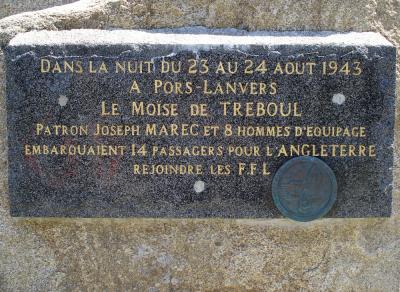 DANS LA NUIT DU 23 AU 24 AOUT 1943
A PORS-LANVERS
LE MOISE DE TREBOUL
PATRON JOSEPH MAREC ET 8 HOMMES D'EQUIPAGE
EMBARQUAIENT 14 PASSAGERS POUR L'ANGLETERRE
REJOINDRE LES F.F.L